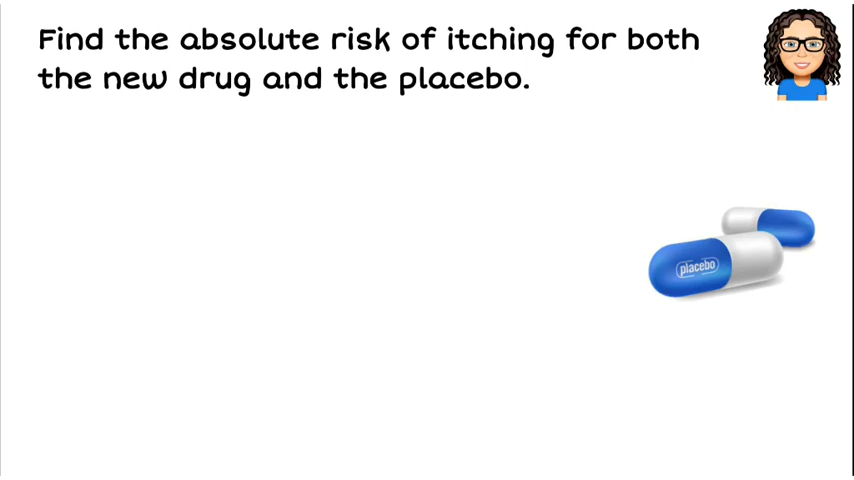 Find the absolute risk of itching for both
the new drug and the placebo.
placebo